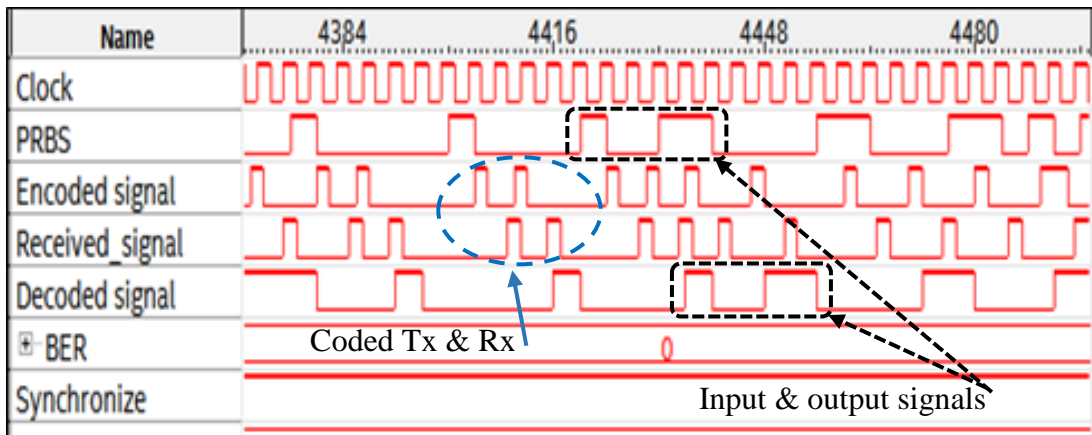 Name 4384 4416 4448 4480
Clock
PRBS
Encoded signal
Received_signal
Decoded signal
BER 0
Coded Tx & Rx
Synchronize
Input & output signals